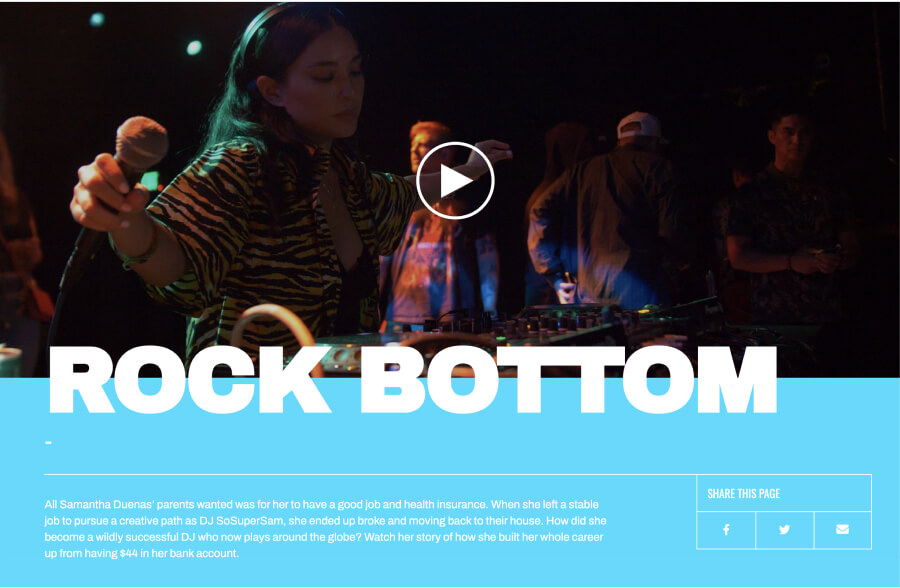 ROCK BOTTOM
-
SHARE THIS PAGE
All Samantha Duenas' parents wanted was for her to have a good job and health insurance. When she left a stable
job to pursue a creative path as DJ SoSuperSam, she ended up broke and moving back to their house. How did she
become a wildly successful DJ who now plays around the globe? Watch her story of how she built her whole career
up from having $44 in her bank account.